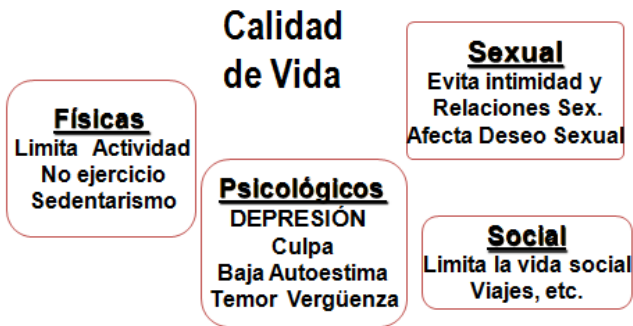 Calidad
de Vida
Físicas
Limita Actividad
No ejercicio
Sedentarismo
Psicológicos
DEPRESIÓN
Culpa
Baja Autoestima
Temor Vergüenza
Sexual
Evita intimidad y
Relaciones Sex.
Afecta Deseo Sexual
Social
Limita la vida social
Viajes, etc.